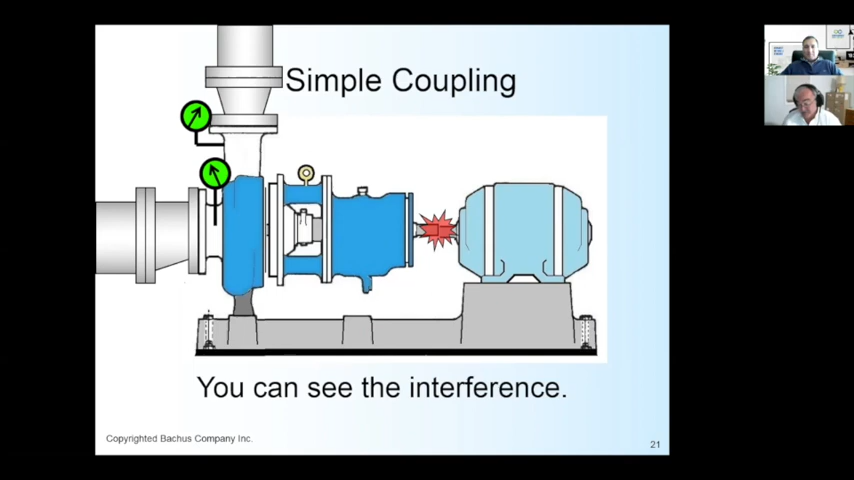 Simple Coupling
You can see the interference.
Copyrighted Bachus Company Inc.
21